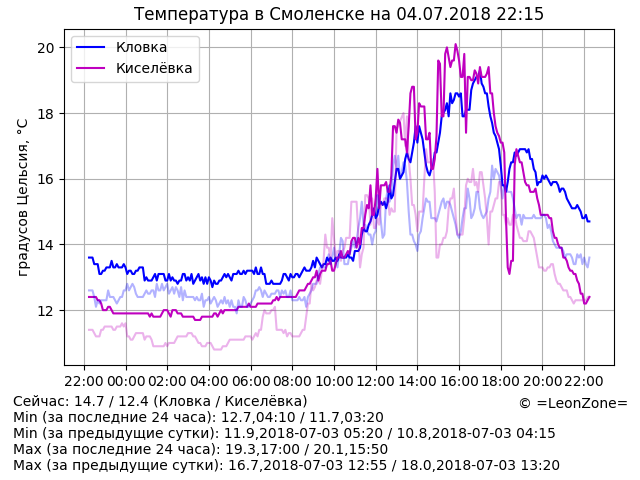 Температура в Смоленске на 04.07.2018 22:15
Кловка
Киселёвка
градусов Цельсия, °C
20
18
16
14
12
22:00 00:00 02:00 04:00 06:00 08:00 10:00 12:00 14:00 16:00 18:00 20:00 22:00
Сейчас: 14.7 / 12.4 (Кловка / Киселёвка)
© =LeonZone=
Min (за последние 24 часа): 12.7,04:10 / 11.7,03:20
Min (за предыдущие сутки): 11.9,2018-07-03 05:20 / 10.8,2018-07-03 04:15
Max (за последние 24 часа): 19.3,17:00 / 20.1,15:50
Max (за предыдущие сутки): 16.7,2018-07-03 12:55 / 18.0,2018-07-03 13:20